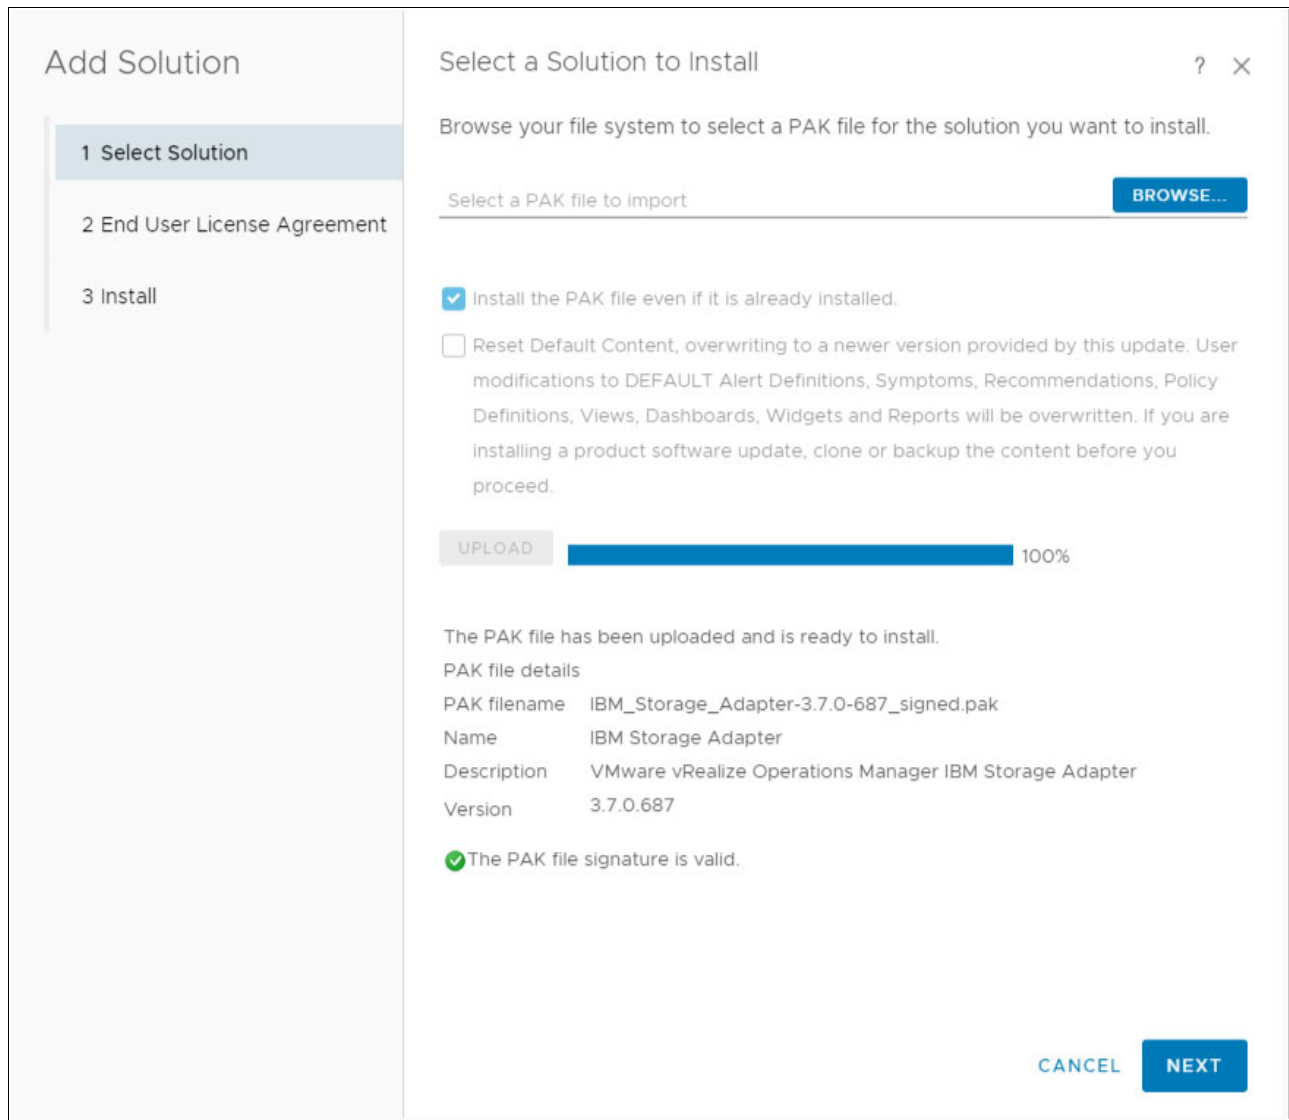 Add Solution
1 Select Solution
2 End User License Agreement
3 Install
Select a Solution to Install
?
Browse your file system to select a PAK file for the solution you want to install.
Select a PAK file to import
BROWSE...
Install the PAK file even if it is already installed.
Reset Default Content, overwriting to a newer version provided by this update. User
modifications to DEFAULT Alert Definitions, Symptoms, Recommendations, Policy
Definitions, Views, Dashboards, Widgets and Reports will be overwritten. If you are
installing a product software update, clone or backup the content before you
proceed.
UPLOAD
100%
The PAK file has been uploaded and is ready to install.
PAK file details
PAK filename IBM_Storage_Adapter-3.7.0-687_signed.pak
Name IBM Storage Adapter
Description VMware vRealize Operations Manager IBM Storage Adapter
Version 3.7.0.687
The PAK file signature is valid.
CANCEL
NEXT